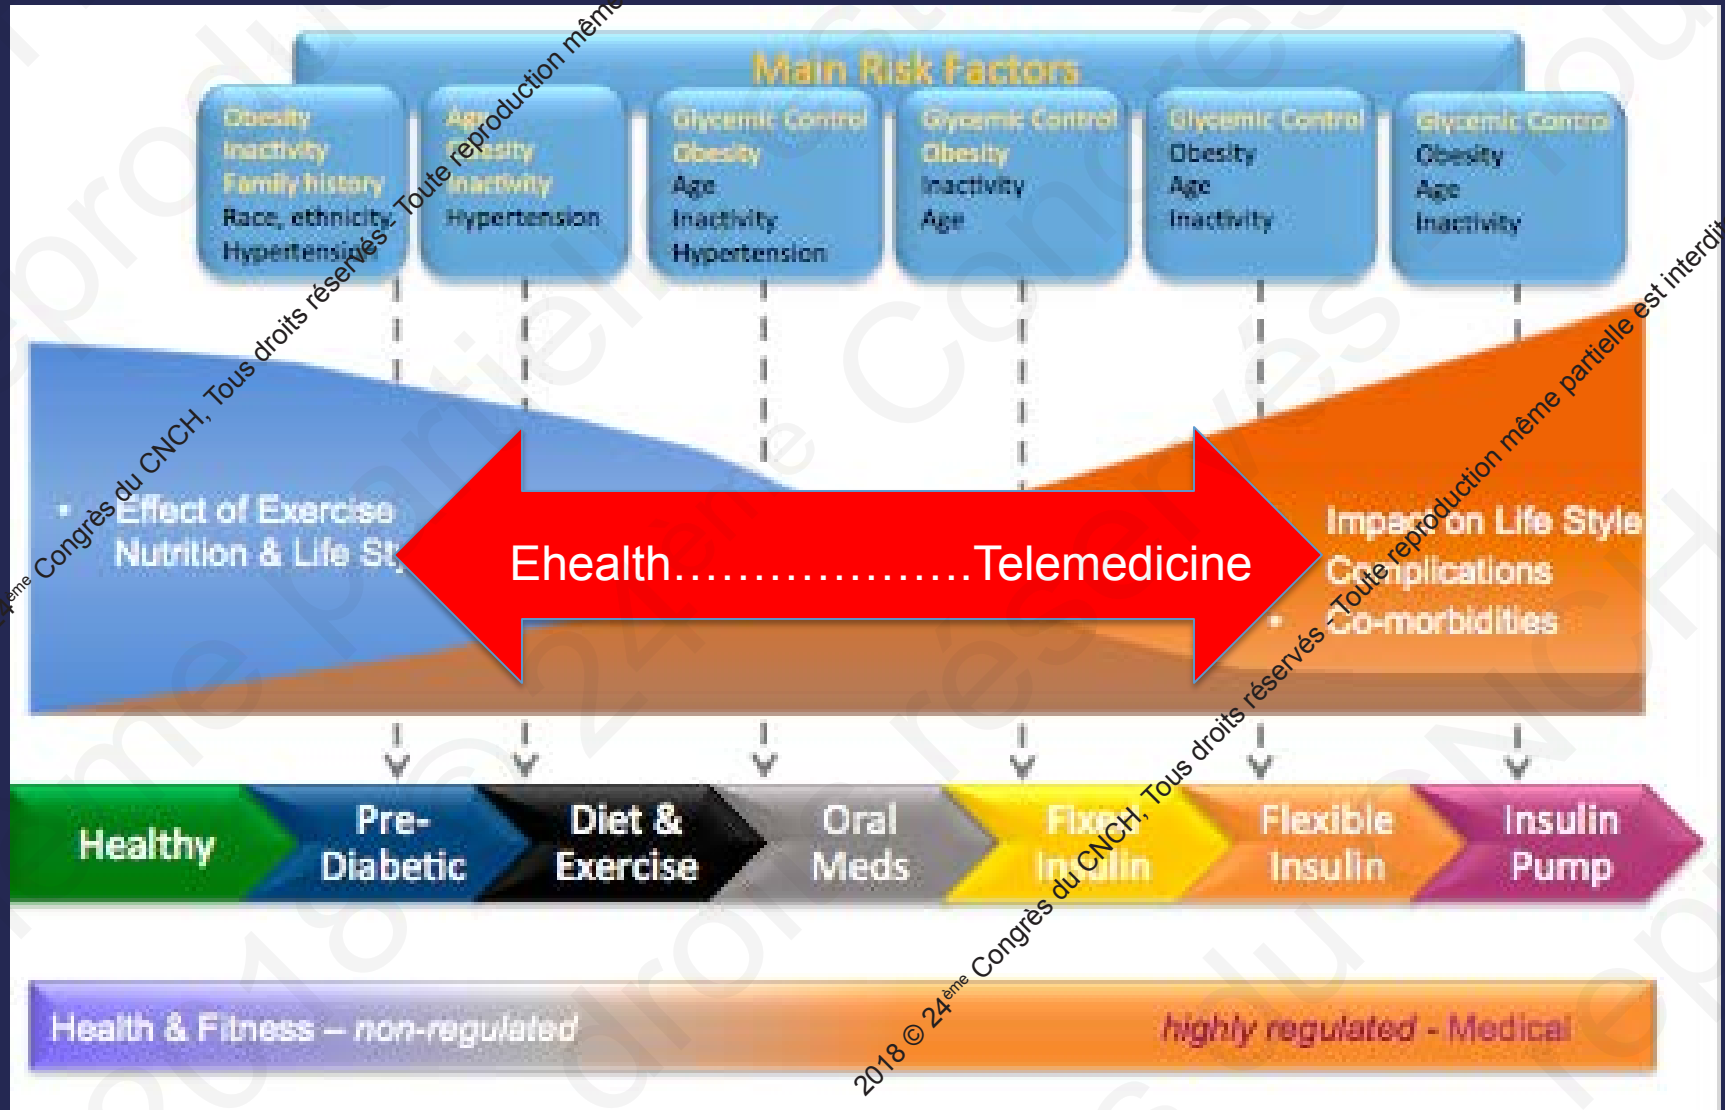 Main Risk Factors
Obesity
Inactivity
Family history
Race, ethnicity
Hypertension
Age
Obesity
Inactivity
Hypertension
Glycemic Control
Obesity
Age
Inactivity
Hypertension
Glycemic Control
Obesity
Inactivity
Age
Glycemic Control
Obesity
Age
Inactivity
Glycemic Control
Obesity
Age
Inactivity
• Effect of Exercise
Nutrition & Life
Ehealth...................Telemedicine
Impact on Life Style
Complications
• Co-morbidities
Healthy
Pre-
Diabetic
Diet &
Exercise
Oral
Meds
Fixed
Insulin
Flexible
Insulin
Insulin
Pump
Health & Fitness – non-regulated
highly regulated - Medical
24ème Congrès du CNCH, Tous droits réservés - Toute reproduction même
2018 © 24ème Congrès du CNCH, Tous droits réservés - Toute reproduction même partielle est interdit